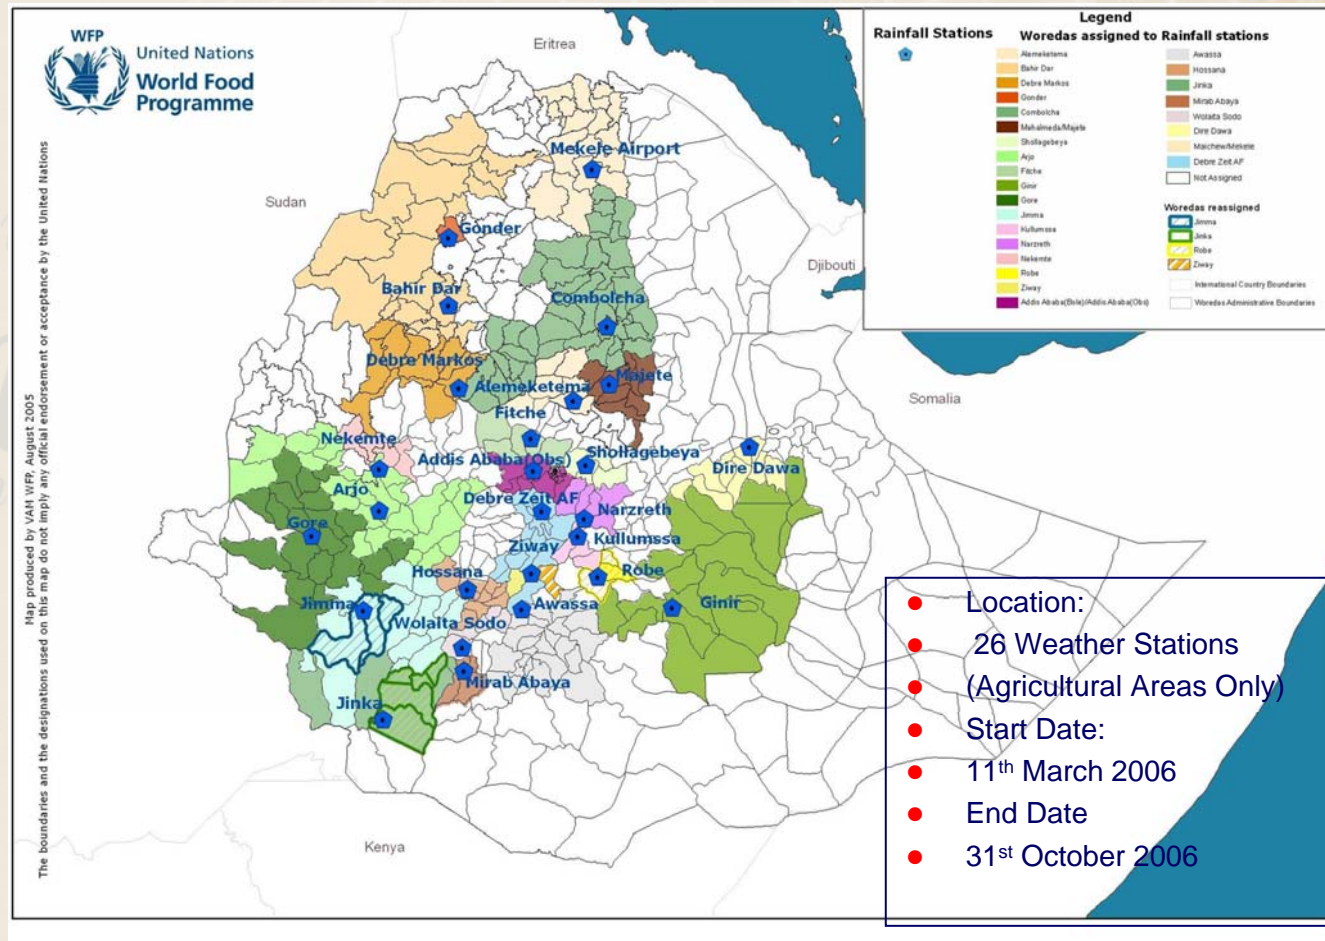 WFP
United Nations
World Food
Programme
Map produced by VAM WFP, August 2005
The boundaries and the designations used on this map do not imply any official endorsement or acceptance by the United Nations
Legend
Rainfall Stations
Woredas assigned to Rainfall stations
Alemeketema
Bahir Dar
Debre Markos
Gonder
Combolcha
Mehalmeda/Majete
Shollagebeya
Arjo
Fitche
Ginir
Gore
Jimma
Kullumssa
Narzreth
Nekemte
Robe
Ziway
Addis Ababa(Bole)/Addis Ababa(Obs)
Awassa
Hossana
Jinka
Mirab Abaya
Wolaita Sodo
Dire Dawa
Maichew/Mekele
Debre Zeit AF
Not Assigned
Woredas reassigned
Jimma
Jinka
Robe
Ziway
International Country Boundaries
Woredas Administrative Boundaries
Eritrea
Sudan
Djibouti
Somalia
Kenya
Mekele Airport
Gonder
Bahir Dar
Combolcha
Debre Markos
Alemeketema
Majete
Fitche
Nekemte
Addis Ababa(Obs)
Shollagebeya
Dire Dawa
Arjo
Debre Zeit AF
Narzreth
Gore
Kullumssa
Ziway
Hossana
Robe
Jimma
Awassa
Ginir
Wolaita Sodo
Mirab Abaya
Jinka
● Location:
● 26 Weather Stations
● (Agricultural Areas Only)
● Start Date:
● 11th March 2006
● End Date
● 31st October 2006